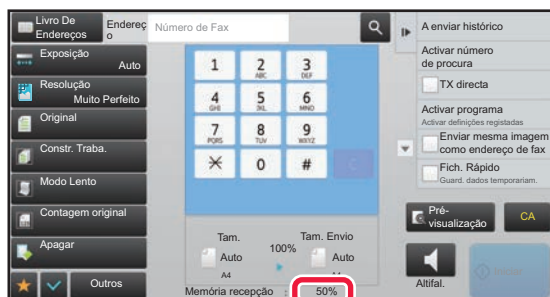 Livro De
Endereços
Endereç
o
Número de Fax
Exposição
Auto
Resolução
Muito Perfeito
Original
Constr. Traba.
Modo Lento
Contagem original
Apagar
Outros
1
2
ABC
3
DEF
4
GHI
5
JKL
6
MNO
7
PQRS
8
TUV
9
WXYZ
0
#
C
Tam.
Auto
A4
100%
Tam. Envio
Auto
A4
Memória recepção : 50%
A enviar histórico
Activar número
de procura
TX directa
Activar programa
Activar definições registadas
Enviar mesma imagem
como endereço de fax
Fich. Rápido
Guard. dados temporariam.
Pré-
visualização
CA
Altifal.
Iniciar